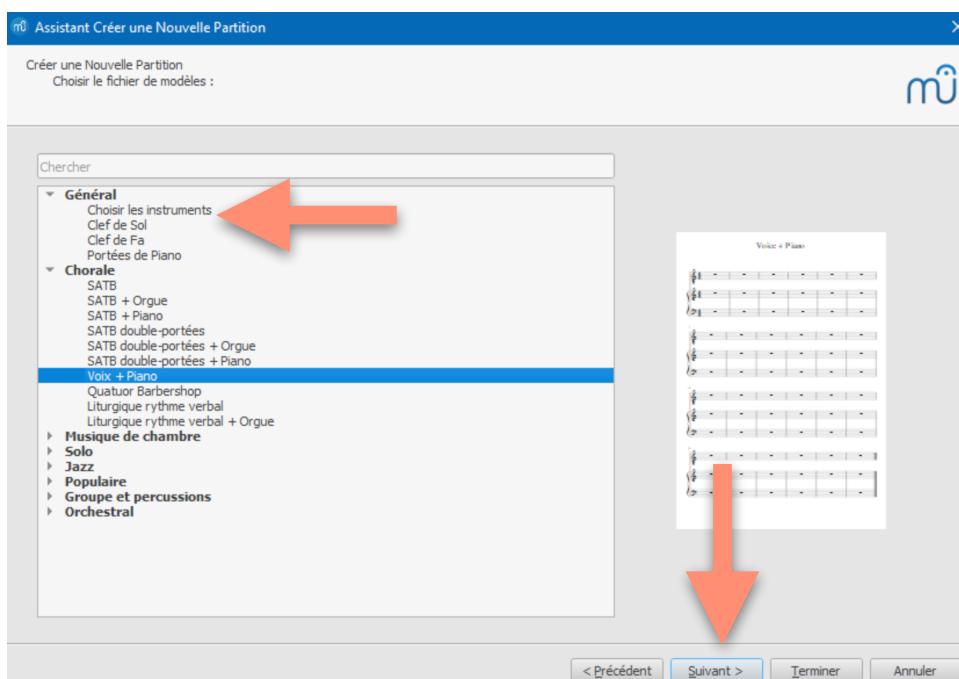 Assistant Créer une Nouvelle Partition
Créer une Nouvelle Partition
Choisir le fichier de modèles :
Chercher
Général
Choisir les instruments
Clef de Sol
Clef de Fa
Portées de Piano
Chorale
SATB
SATB + Orgue
SATB + Piano
SATB double-portées
SATB double-portées + Orgue
SATB double-portées + Piano
Voix + Piano
Quatuor Barbershop
Liturgique rythme verbal
Liturgique rythme verbal + Orgue
Musique de chambre
Solo
Jazz
Populaire
Groupe et percussions
Orchestral
Voice + Piano
< Précédent
Suivant >
Terminer
Annuler